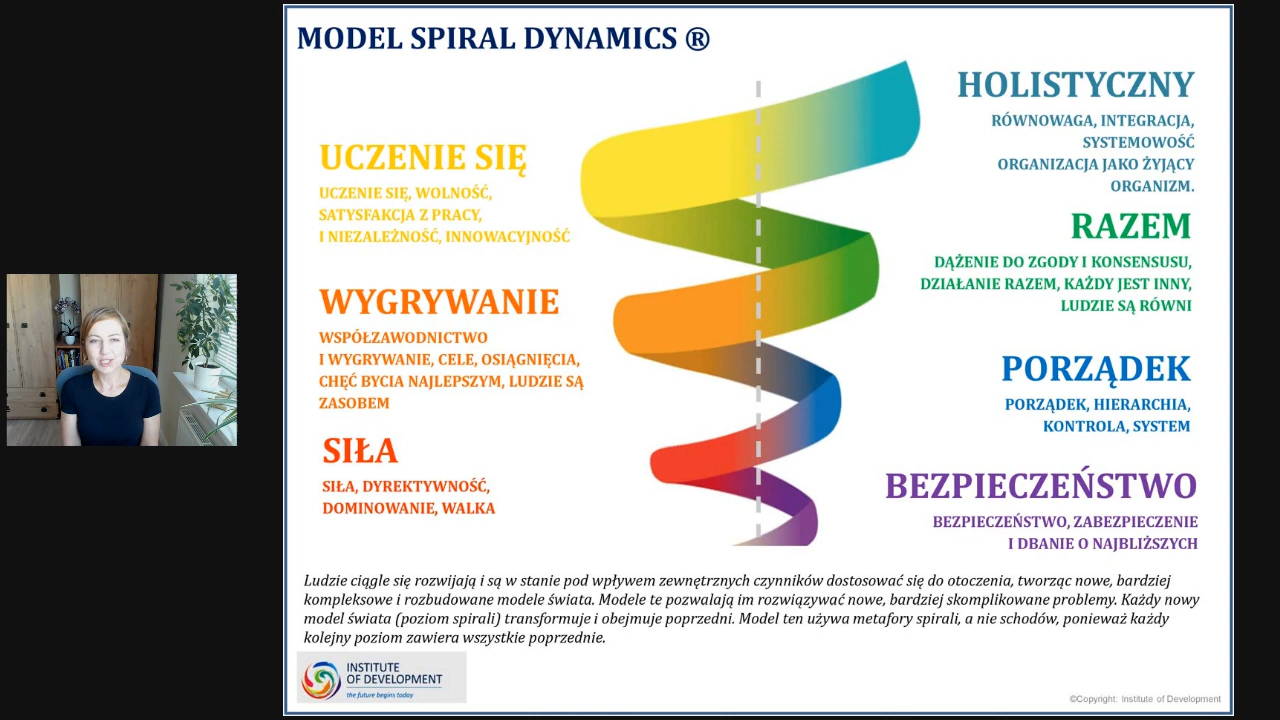 MODEL SPIRAL DYNAMICS ®
HOLISTYCZNY
RÓWNOWAGA, INTEGRACJA,
SYSTEMOWOŚĆ
ORGANIZACJA JAKO ŻYJĄCY
ORGANIZM.
UCZENIE SIĘ
UCZENIE SIĘ, WOLNOŚĆ,
SATYSFAKCJA Z PRACY,
I NIEZALEŻNOŚĆ, INNOWACYJNOŚĆ
RAZEM
DĄŻENIE DO ZGODY I KONSENSUSU,
DZIAŁANIE RAZEM, KAŻDY JEST INNY,
LUDZIE SĄ RÓWNI
WYGRYWANIE
WSPÓŁZAWODNICTWO
I WYGRYWANIE, CELE, OSIĄGNIĘCIA,
CHĘĆ BYCIA NAJLEPSZYM, LUDZIE SĄ
ZASOBEM
PORZĄDEK
PORZĄDEK, HIERARCHIA,
KONTROLA, SYSTEM
SIŁA
SIŁA, DYREKTYWNOŚĆ,
DOMINOWANIE, WALKA
BEZPIECZEŃSTWO
BEZPIECZEŃSTWO, ZABEZPIECZENIE
I DBANIE O NAJBLIŻSZYCH
Ludzie ciągle się rozwijają i są w stanie pod wpływem zewnętrznych czynników dostosować się do otoczenia, tworząc nowe, bardziej
kompleksowe i rozbudowane modele świata. Modele te pozwalają im rozwiązywać nowe, bardziej skomplikowane problemy. Każdy nowy
model świata (poziom spirali) transformuje i obejmuje poprzedni. Model ten używa metafory spirali, a nie schodów, ponieważ każdy
kolejny poziom zawiera wszystkie poprzednie.
INSTITUTE
OF DEVELOPMENT
the future begins today
©Copyright: Institute of Development